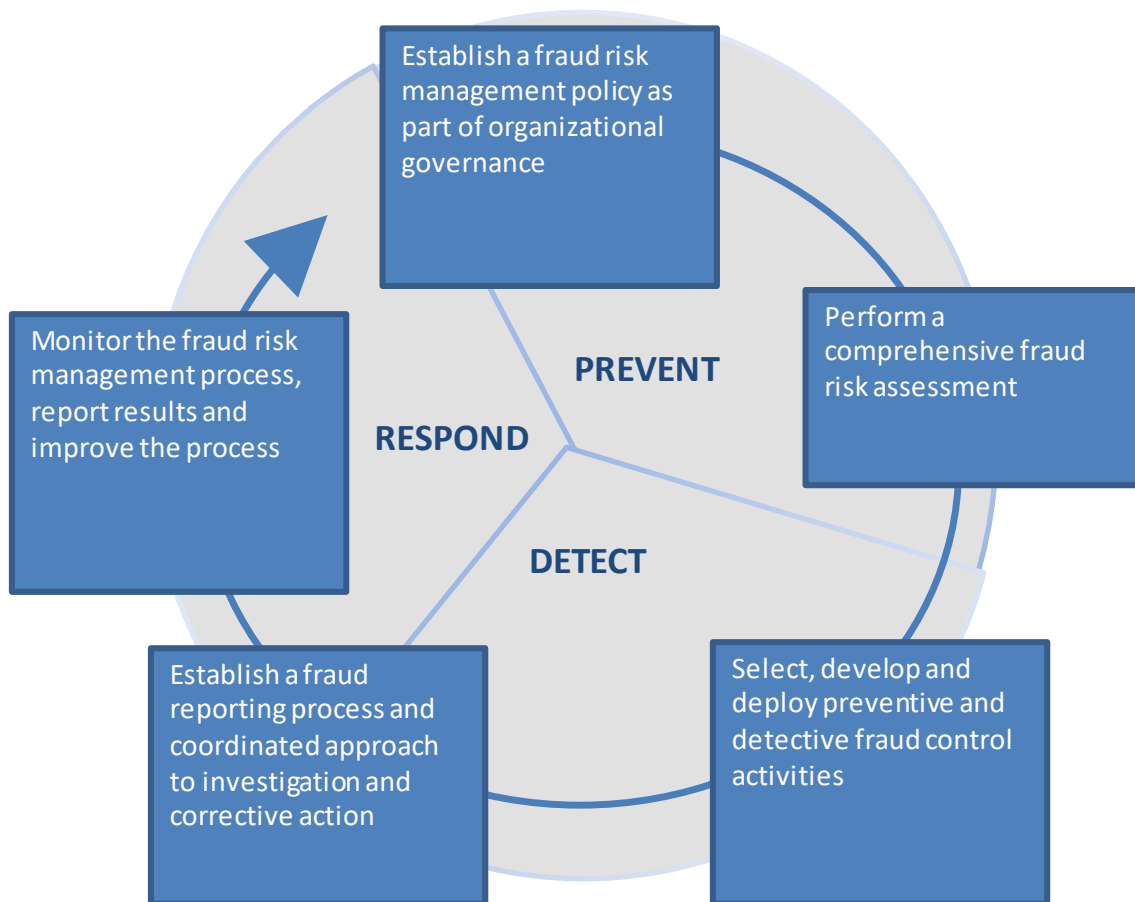 Establish a fraud risk
management policy as
part of organizational
governance
Perform a
comprehensive fraud
risk assessment
Select, develop and
deploy preventive and
detective fraud control
activities
Establish a fraud
reporting process and
coordinated approach
to investigation and
corrective action
Monitor the fraud risk
management process,
report results and
improve the process
PREVENT
RESPOND
DETECT